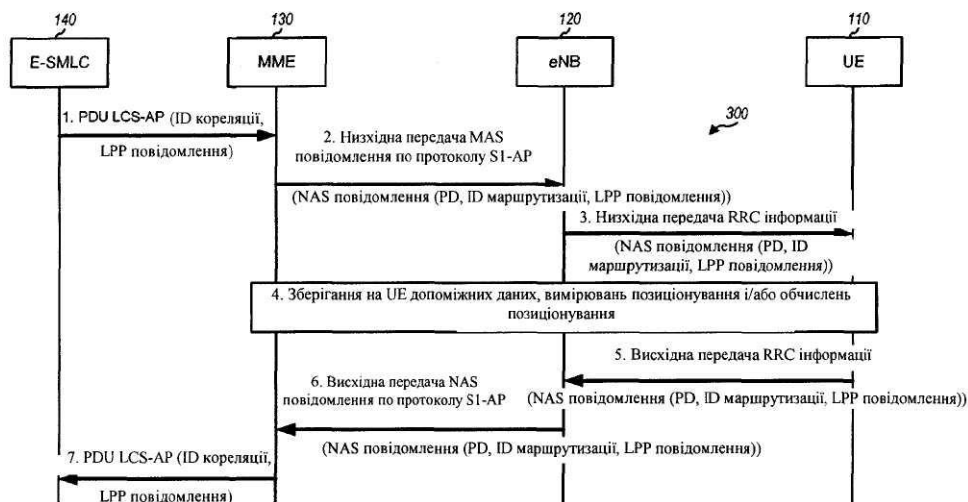 140
130
120
110
E-SMLC
MME
eNB
UE
1. PDU LCS-AP (ID кореляції,
LPP повідомлення)
300
2. Низхідна передача MAS
повідомлення по протоколу S1-AP
(NAS повідомлення (PD, ID маршрутизації, LPP повідомлення))
3. Низхідна передача RRC інформації
(NAS повідомлення (PD, ID
маршрутизації, LPP повідомлення))
4. Зберігання на UE допоміжних даних, вимірювань позиціонування і/або обчислень
позиціонування
5. Висхідна передача RRC інформації
(NAS повідомлення (PD, ID маршрутизації, LPP повідомлення))
6. Висхідна передача NAS
повідомлення по протоколу S1-AP
(NAS повідомлення (PD, ID маршрутизації, LPP повідомлення))
7. PDU LCS-AP (ID кореляції,
LPP повідомлення)